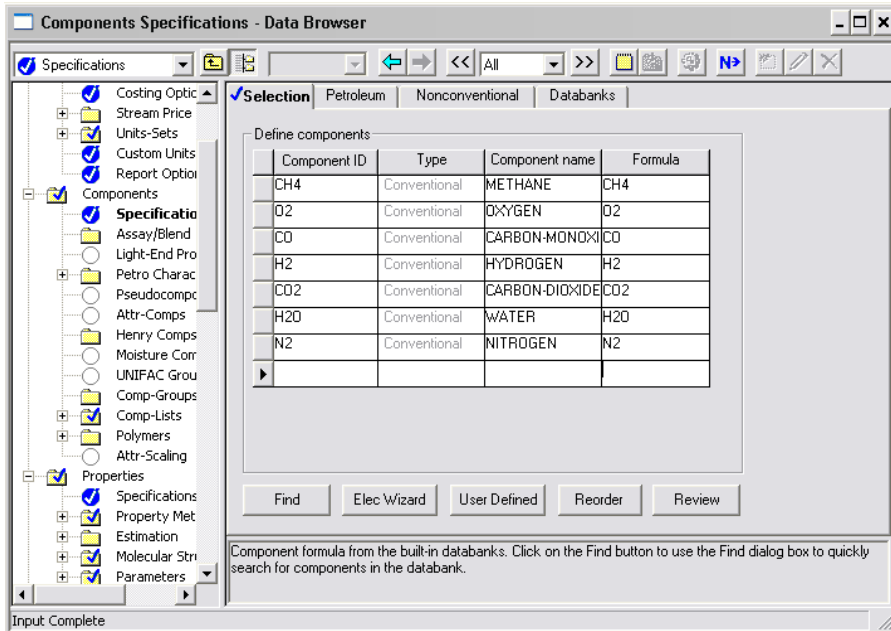 Components Specifications - Data Browser
Specifications
<< All >> N>
Costing Optic
Stream Price
Units-Sets
Custom Units
Report Option
Components
Specificatio
Assay/Blend
Light-End Pro
Petro Charac
Pseudocompo
Attr-Comps
Henry Comps
Moisture Com
UNIFAC Grou
Comp-Groups
Comp-Lists
Polymers
Attr-Scaling
Properties
Specifications
Property Met
Estimation
Molecular Stru
Parameters
Selection Petroleum Nonconventional Databanks
Define components
Component ID Type Component name Formula
CH4 Conventional METHANE CH4
O2 Conventional OXYGEN O2
CO Conventional CARBON-MONOXI CO
H2 Conventional HYDROGEN H2
CO2 Conventional CARBON-DIOXIDE CO2
H2O Conventional WATER H2O
N2 Conventional NITROGEN N2
Find Elec Wizard User Defined Reorder Review
Component formula from the built-in databanks. Click on the Find button to use the Find dialog box to quickly
search for components in the databank.
Input Complete